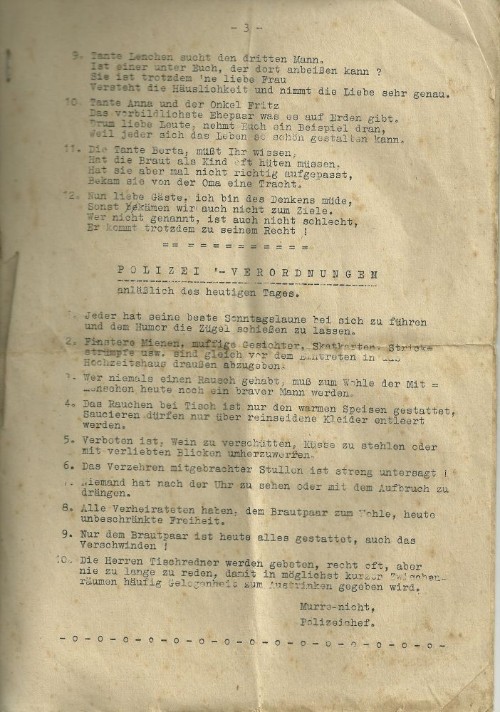 - 3 -
9. Tante Lenchen sucht den dritten Mann.
Ist einer unter Euch, der dort anbeißen kann ?
Sie ist trotzdem 'ne liebe Frau
Versteht die Häuslichkeit und nimmt die Liebe sehr genau.
10. Tante Anna und der Onkel Fritz
Das vorbildlichste Ehepaar was es auf Erden gibt.
Drum liebe Leute, nehmt Euch ein Beispiel dran,
Weil jeder sich das Leben so schön gestalten kann.
11. Die Tante Berta, müßt Ihr wissen,
Hat die Braut als Kind oft hüten müssen,
Hat sie aber mal nicht richtig aufgepasst,
Bekam sie von der Oma eine Tracht.
12. Nun liebe Gäste, ich bin des Denkens müde,
Sonst bekämen wir auch nicht zum Ziele.
Wer nicht genannt, ist auch nicht schlecht,
Er kommt trotzdem zu seinem Recht !
= = = = = = = = = = =
POLIZEI '-VERORDNUNGEN
anläßlich des heutigen Tages.
1. Jeder hat seine beste Sonntagslaune bei sich zu führen
und dem Humor die Zügel schießen zu lassen.
2. Finstere Mienen, muffige Gesichter, Skatkarten, Strick=
strümpfe usw. sind gleich vor dem Eintreten in das
Hochzeitshaus draußen abzugeben.
3. Wer niemals einen Rausch gehabt, muß zum Wohle der Mit =
menschen heute noch ein braver Mann werden.
4. Das Rauchen bei Tisch ist nur den warmen Speisen gestattet,
Saucieren dürfen nur über reinseidene Kleider entleert
werden.
5. Verboten ist, Wein zu verschütten, Küsse zu stehlen oder
mit verliebten Blicken umherzuwerfen.
6. Das Verzehren mitgebrachter Stullen ist streng untersagt !
7. Niemand hat nach der Uhr zu sehen oder mit dem Aufbruch zu
drängen.
8. Alle Verheirateten haben, dem Brautpaar zum Wohle, heute
unbeschränkte Freiheit.
9. Nur dem Brautpaar ist heute alles gestattet, auch das
Verschwinden !
10. Die Herren Tischredner werden gebeten, recht oft, aber
nie zu lange zu reden, damit in möglichst kurzen Zwischen-
räumen häufig Gelegenheit zum Austrinken gegeben wird.
Murre-nicht,
Polizeichef.
-o-o-o-o-o-o-o-o-o-o-o-o-o-o-o-